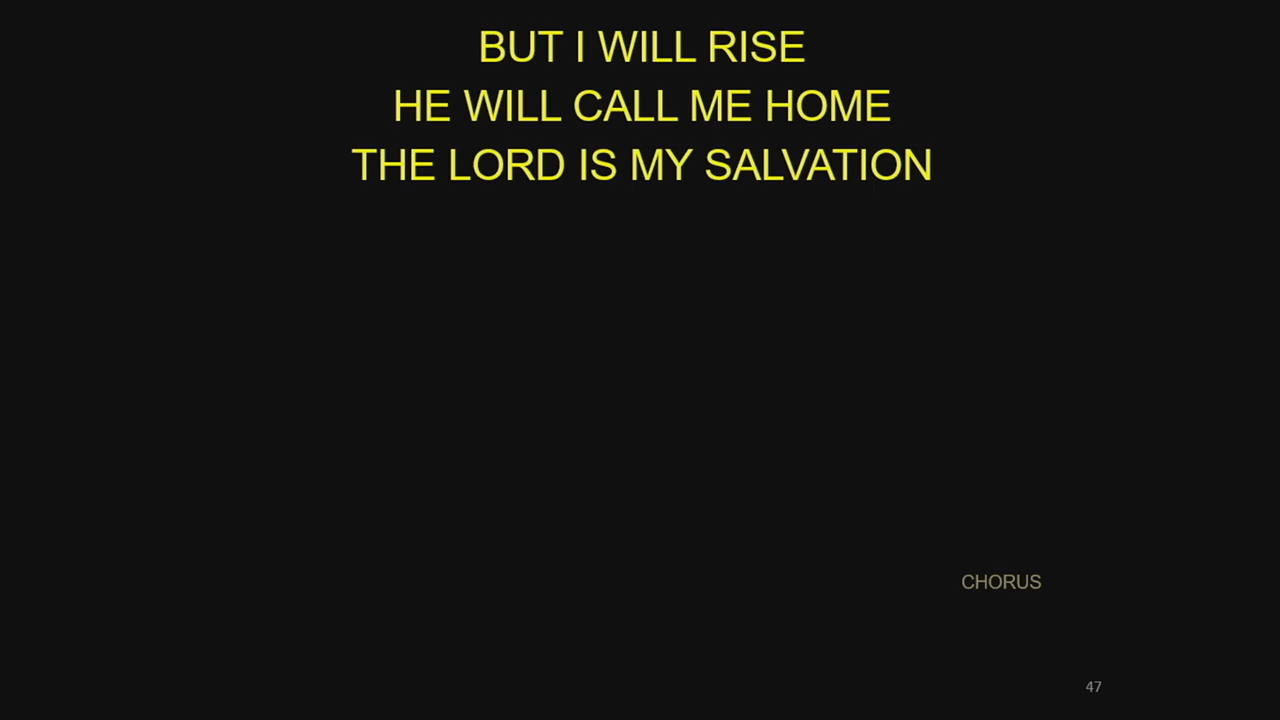 BUT I WILL RISE
HE WILL CALL ME HOME
THE LORD IS MY SALVATION
CHORUS
47